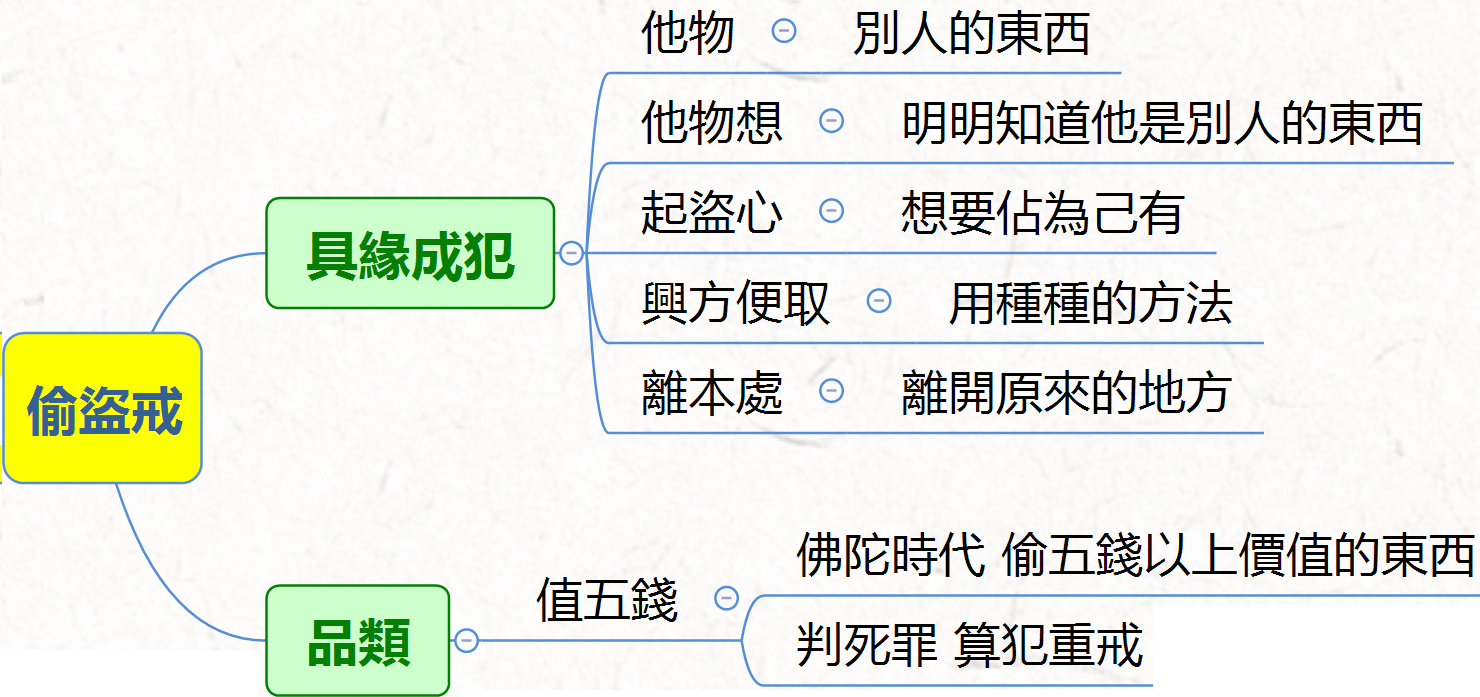 偷盜戒
具緣成犯
他物 別人的東西
他物想 明明知道他是別人的東西
起盜心 想要佔為己有
興方便取 用種種的方法
離本處 離開原來的地方
品類
值五錢
佛陀時代 偷五錢以上價值的東西
判死罪 算犯重戒